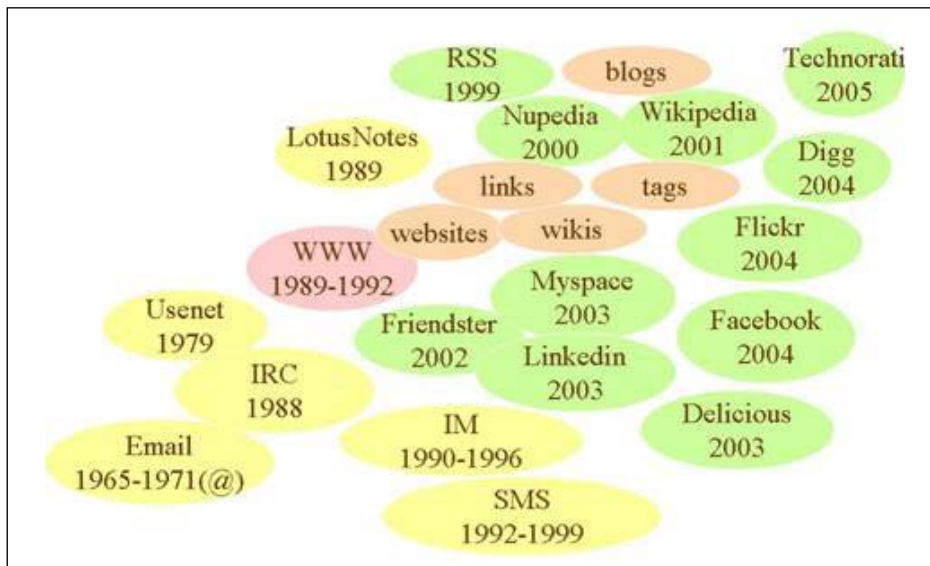 RSS
1999
blogs
Technorati
2005
Nupedia
2000
Wikipedia
2001
LotusNotes
1989
Digg
2004
links
tags
websites
wikis
Flickr
2004
WWW
1989-1992
Myspace
2003
Usenet
1979
Friendster
2002
Facebook
2004
Linkedin
2003
IRC
1988
Delicious
2003
IM
1990-1996
Email
1965-1971(@)
SMS
1992-1999